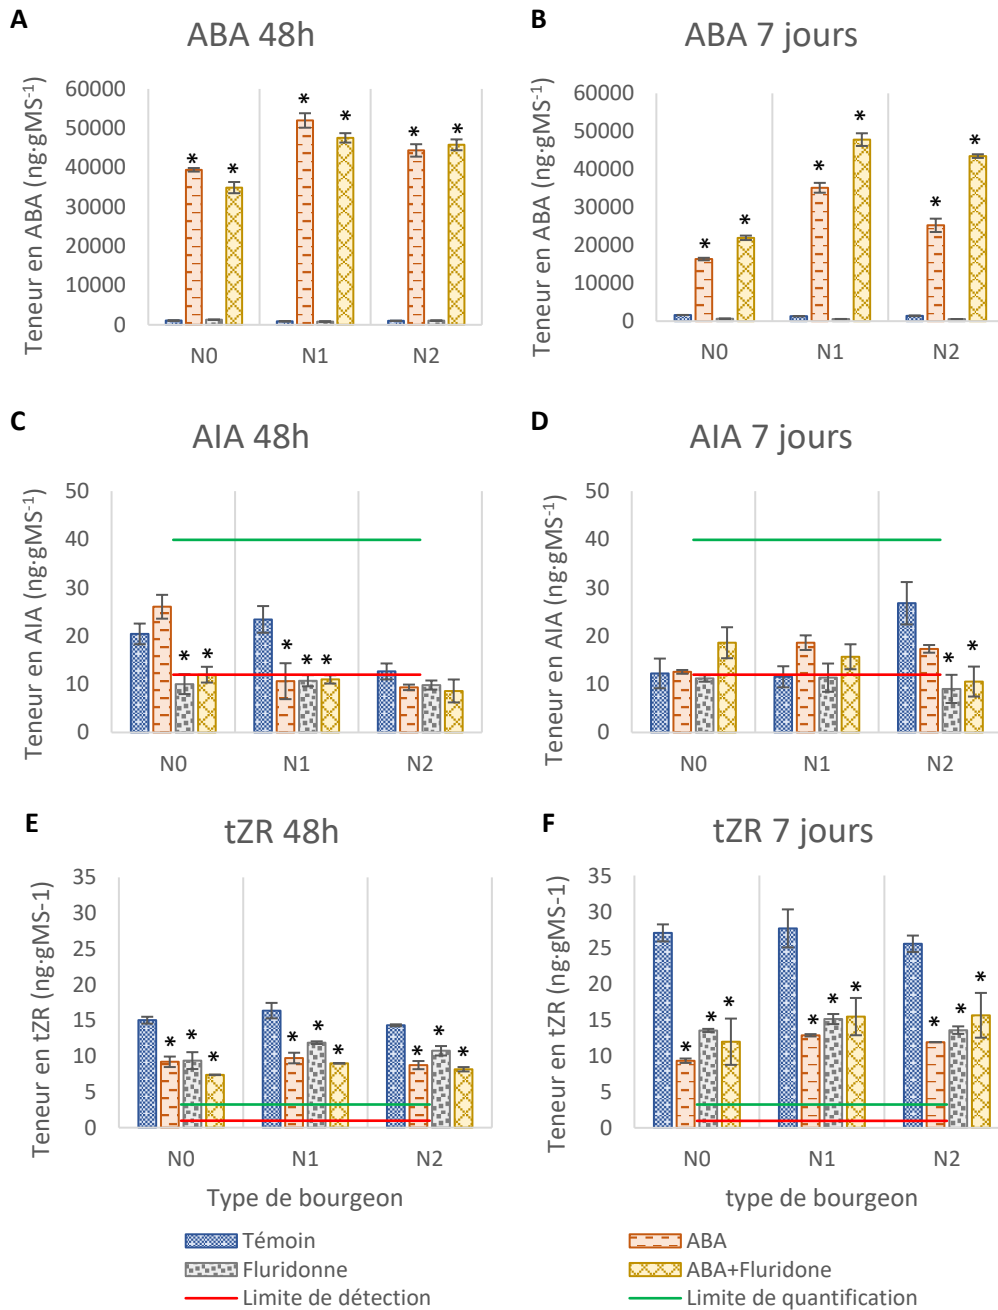 A
ABA 48h
Teneur en ABA (ng·gMS⁻¹)
60000
50000
40000
30000
20000
10000
0
* * * * * *
N0 N1 N2
B
ABA 7 jours
Teneur en ABA (ng·gMS⁻¹)
60000
50000
40000
30000
20000
10000
0
* * * * * *
N0 N1 N2
C
AIA 48h
Teneur en AIA (ng·gMS⁻¹)
50
40
30
20
10
0
* * * * *
N0 N1 N2
D
AIA 7 jours
Teneur en AIA (ng·gMS⁻¹)
50
40
30
20
10
0
* *
N0 N1 N2
E
tZR 48h
Teneur en tZR (ng·gMS-1)
35
30
25
20
15
10
5
0
* * * * * * * * *
N0 N1 N2
Type de bourgeon
F
tZR 7 jours
Teneur en tZR (ng·gMS-1)
35
30
25
20
15
10
5
0
* * * * * * * * *
N0 N1 N2
type de bourgeon
Témoin
ABA
Fluridonne
ABA+Fluridone
Limite de détection
Limite de quantification